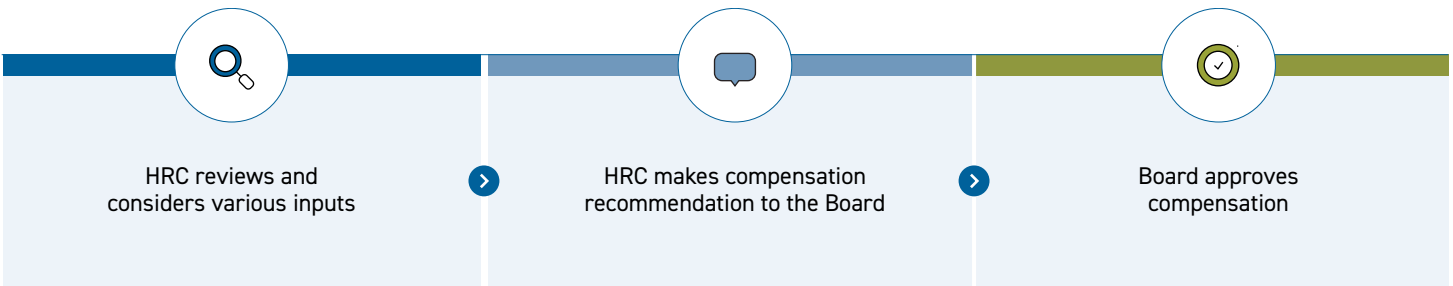 HRC reviews and
considers various inputs
HRC makes compensation
recommendation to the Board
Board approves
compensation